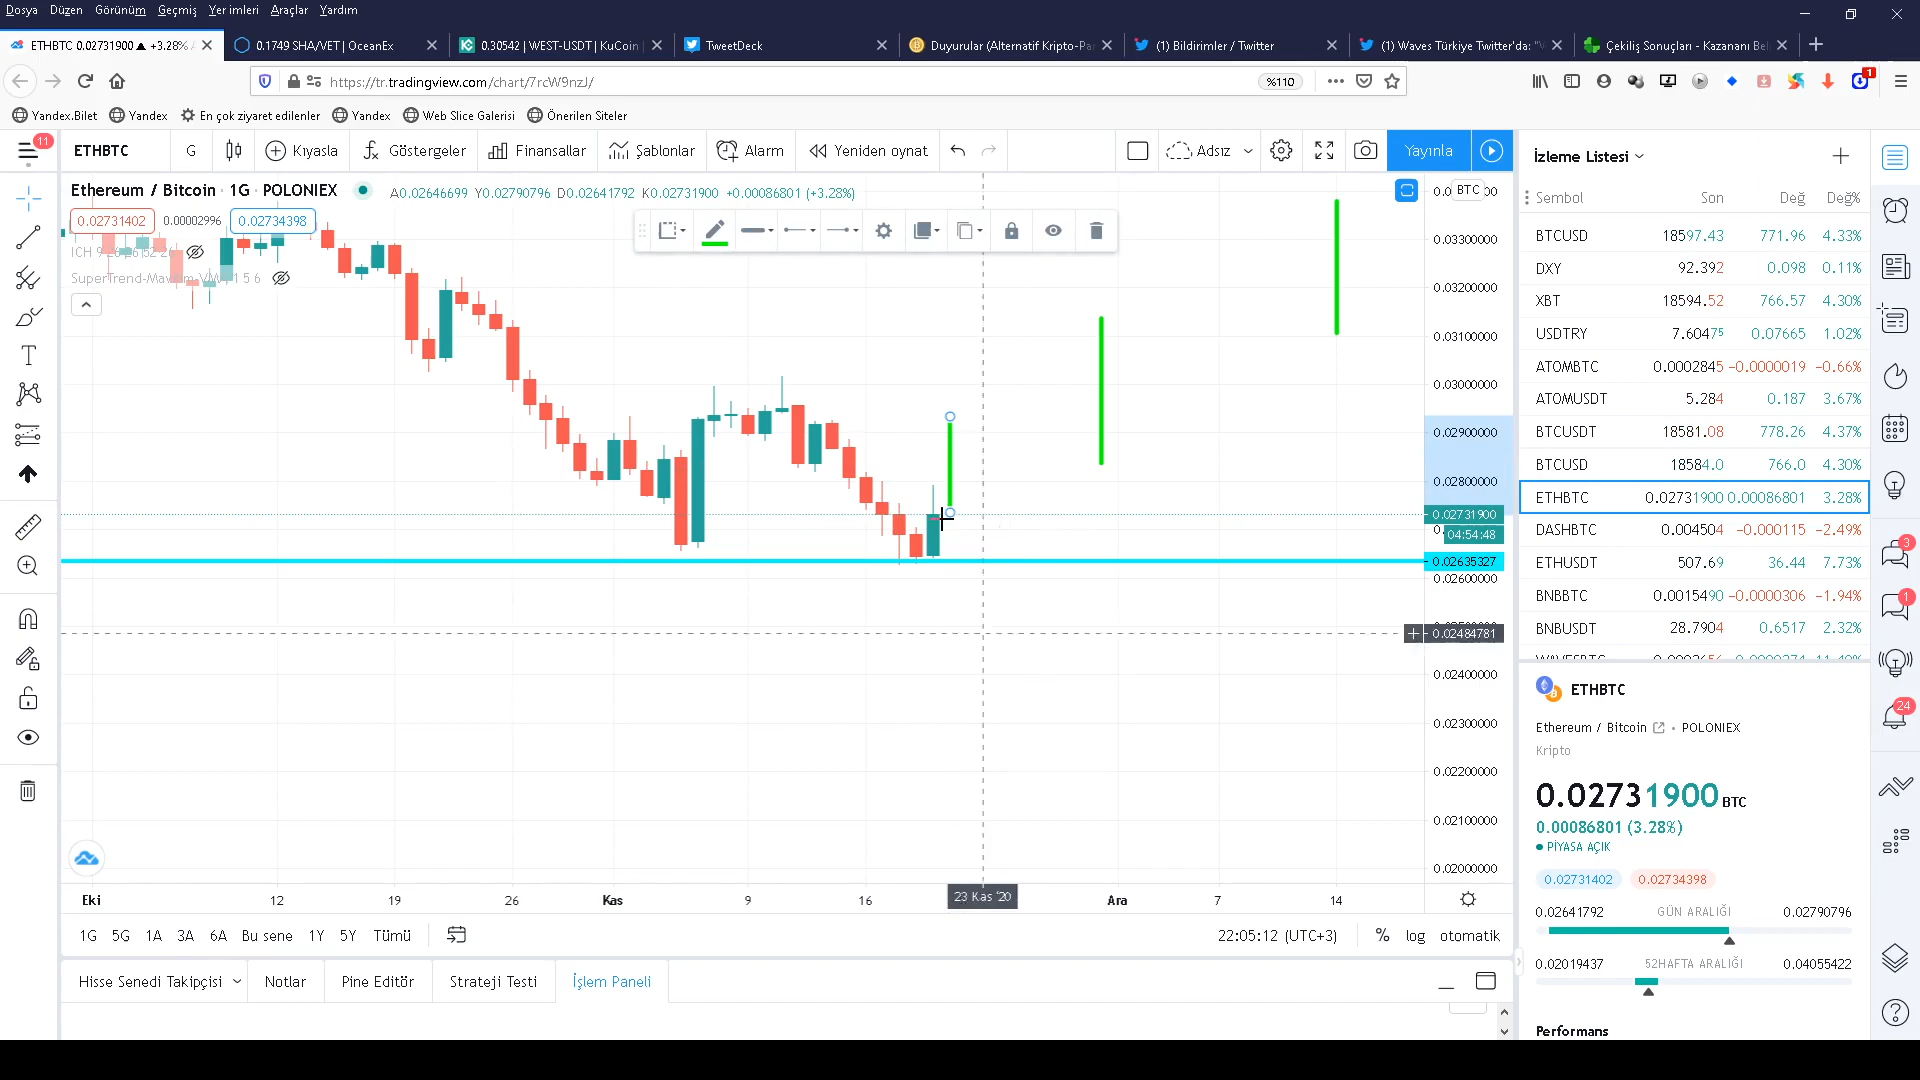 Dosya Düzen Görünüm Geçmiş Yer imleri Araçlar Yardım
ETHBTC 0.02731900 ▲ +3.28%
0.1749 SHA/VET | OceanEx
0.30542 | WEST-USDT | KuCoin
TweetDeck
Duyurular (Alternatif Kripto-Pa
(1) Bildirimler / Twitter
(1) Waves Türkiye Twitter'da: "
Çekiliş Sonuçları - Kazananı Be
https://tr.tradingview.com/chart/7rcW9nzJ/
%110
1
Yandex.Bilet Yandex En çok ziyaret edilenler Yandex Web Slice Galerisi Önerilen Siteler
11
ETHBTC G Kıyasla Göstergeler Finansallar Şablonlar Alarm Yeniden oynat Adsız Yayınla
Ethereum / Bitcoin · 1G · POLONIEX
A0.02646699 Y0.02790796 D0.02641792 K0.02731900 +0.00086801 (+3.28%)
0.02731402 0.00002996 0.02734398
BTC
0.03300000
0.03200000
0.03100000
0.03000000
0.02900000
0.02800000
0.02731900
04:54:48
0.02635327
0.02600000
0.02484781
0.02400000
0.02300000
0.02200000
0.02100000
0.02000000
Eki 12 19 26 Kas 9 16 23 Kas '20 Ara 7 14
1G 5G 1A 3A 6A Bu sene 1Y 5Y Tümü
22:05:12 (UTC+3) % log otomatik
Hisse Senedi Takipçisi Notlar Pine Editör Strateji Testi İşlem Paneli
İzleme Listesi
Sembol Son Değ Değ%
BTCUSD 18597.43 771.96 4.33%
DXY 92.392 0.098 0.11%
XBT 18594.52 766.57 4.30%
USDTRY 7.60475 0.07665 1.02%
ATOMBTC 0.0002845 −0.0000019 −0.66%
ATOMUSDT 5.284 0.187 3.67%
BTCUSDT 18581.08 778.26 4.37%
BTCUSD 18584.0 766.0 4.30%
ETHBTC 0.02731900 0.00086801 3.28%
DASHBTC 0.004504 −0.000115 −2.49%
ETHUSDT 507.69 36.44 7.73%
BNBBTC 0.0015490 −0.0000306 −1.94%
BNBUSDT 28.7904 0.6517 2.32%
ETHBTC
Ethereum / Bitcoin • POLONIEX
Kripto
0.02731900 BTC
0.00086801 (3.28%)
PİYASA AÇIK
0.02731402 0.02734398
0.02641792 GÜN ARALIĞI 0.02790796
0.02019437 52HAFTA ARALIĞI 0.04055422
Performans
3
1
24